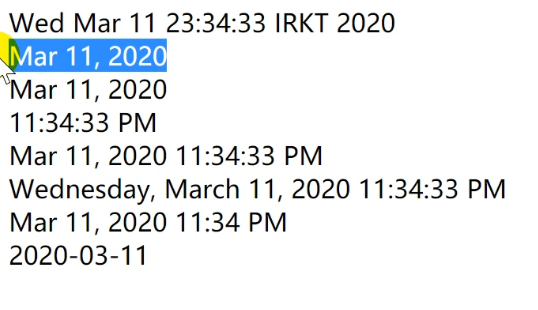 Wed Mar 11 23:34:33 IRKT 2020
Mar 11, 2020
Mar 11, 2020
11:34:33 PM
Mar 11, 2020 11:34:33 PM
Wednesday, March 11, 2020 11:34:33 PM
Mar 11, 2020 11:34 PM
2020-03-11